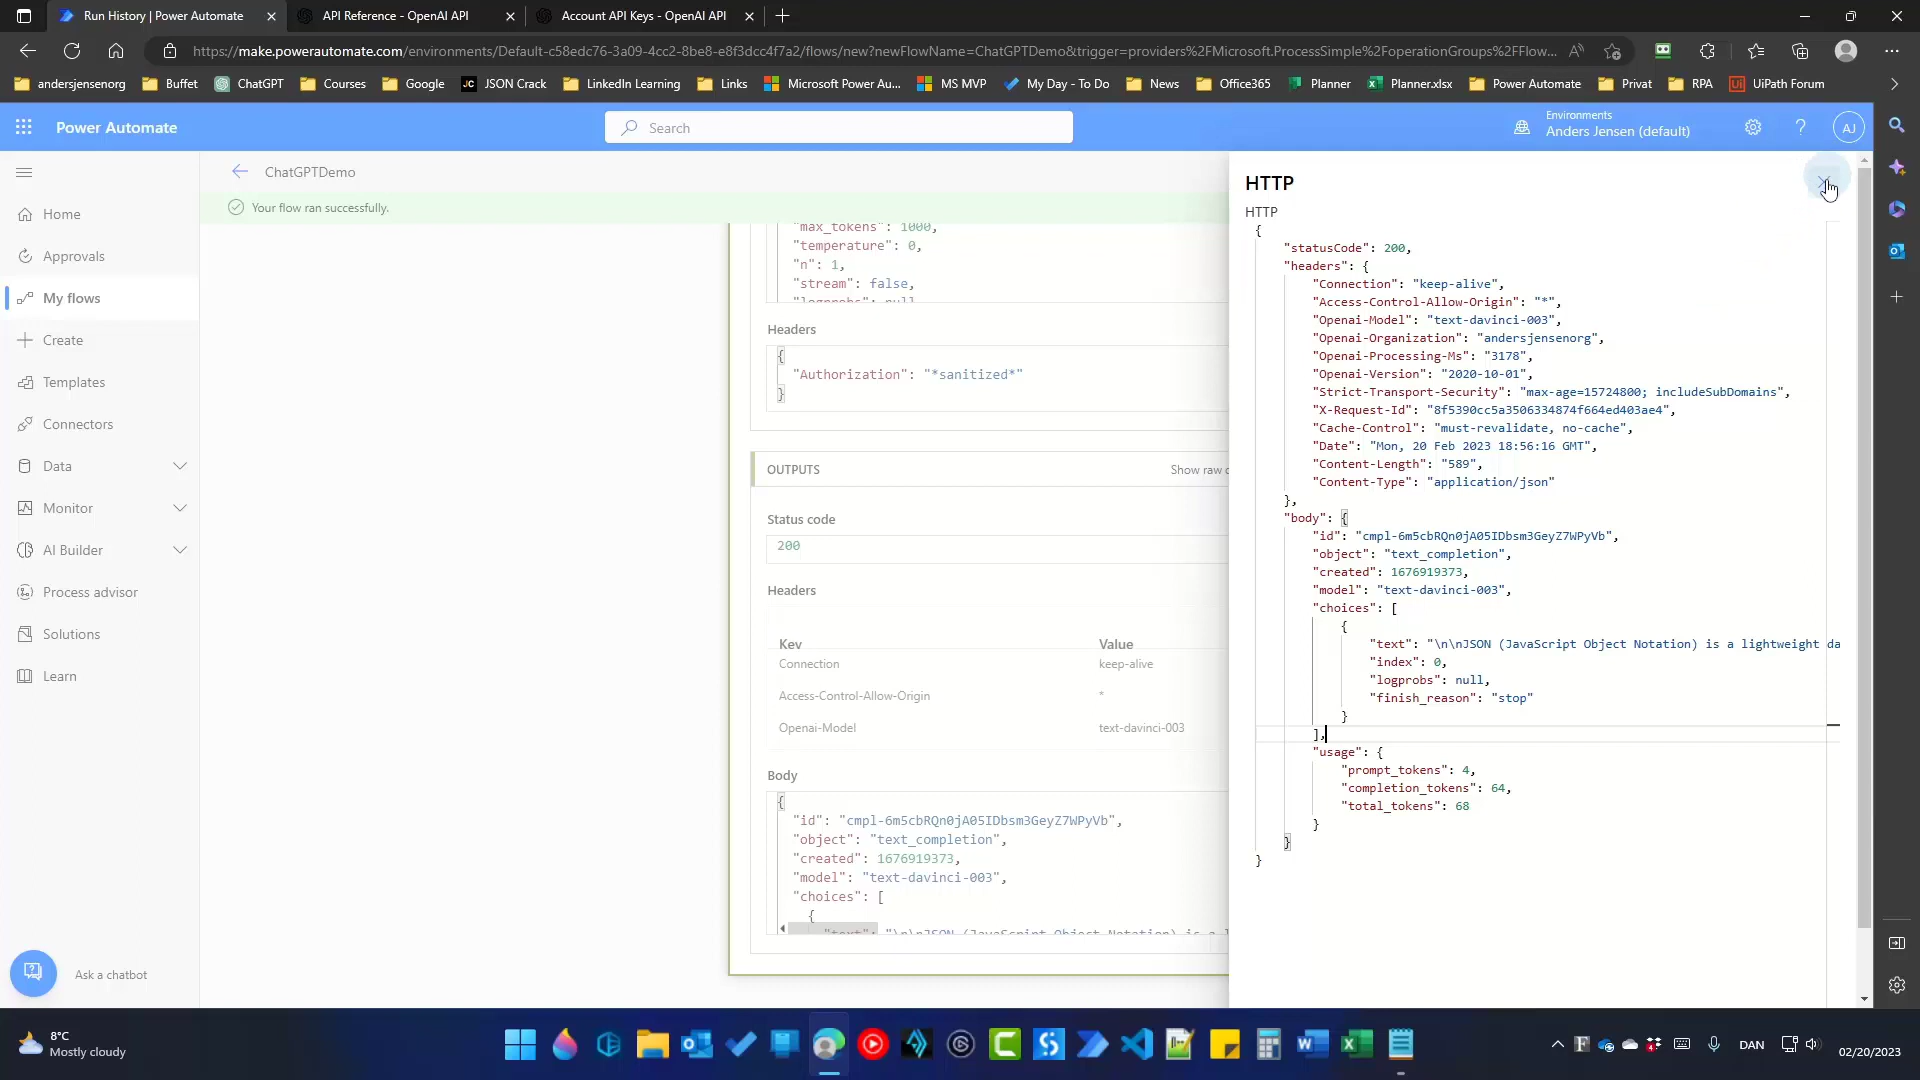 Run History | Power Automate
API Reference - OpenAI API
Account API Keys - OpenAI API
https://make.powerautomate.com/environments/Default-c58edc76-3a09-4cc2-8be8-e8f3dcc4f7a2/flows/new?newFlowName=ChatGPTDemo&trigger=providers%2FMicrosoft.ProcessSimple%2FoperationGroups%2FFlow...
andersjensenorg
Buffet
ChatGPT
Courses
Google
JC
JSON Crack
LinkedIn Learning
Links
Microsoft Power Au...
MS MVP
My Day - To Do
News
Office365
Planner
Planner.xlsx
Power Automate
Privat
RPA
UiPath Forum
Power Automate
Search
Environments
Anders Jensen (default)
?
AJ
Home
Approvals
My flows
Create
Templates
Connectors
Data
Monitor
AI Builder
Process advisor
Solutions
Learn
Ask a chatbot
ChatGPTDemo
Your flow ran successfully.
"max_tokens": 1000,
"temperature": 0,
"n": 1,
"stream": false,
"logprobs": null
Headers
{
"Authorization": "*sanitized*"
}
OUTPUTS
Show raw
Status code
200
Headers
Key Value
Connection keep-alive
Access-Control-Allow-Origin *
Openai-Model text-davinci-003
Body
{
"id": "cmpl-6m5cbRQn0jA05IDbsm3GeyZ7WPyVb",
"object": "text_completion",
"created": 1676919373,
"model": "text-davinci-003",
"choices": [
{
"text": "\n\nJSON (JavaScript Object Notation) is a l
HTTP
HTTP
{
"statusCode": 200,
"headers": {
"Connection": "keep-alive",
"Access-Control-Allow-Origin": "*",
"Openai-Model": "text-davinci-003",
"Openai-Organization": "andersjensenorg",
"Openai-Processing-Ms": "3178",
"Openai-Version": "2020-10-01",
"Strict-Transport-Security": "max-age=15724800; includeSubDomains",
"X-Request-Id": "8f5390cc5a3506334874f664ed403ae4",
"Cache-Control": "must-revalidate, no-cache",
"Date": "Mon, 20 Feb 2023 18:56:16 GMT",
"Content-Length": "589",
"Content-Type": "application/json"
},
"body": {
"id": "cmpl-6m5cbRQn0jA05IDbsm3GeyZ7WPyVb",
"object": "text_completion",
"created": 1676919373,
"model": "text-davinci-003",
"choices": [
{
"text": "\n\nJSON (JavaScript Object Notation) is a lightweight da
"index": 0,
"logprobs": null,
"finish_reason": "stop"
}
],
"usage": {
"prompt_tokens": 4,
"completion_tokens": 64,
"total_tokens": 68
}
}
}
8°C
Mostly cloudy
DAN
02/20/2023